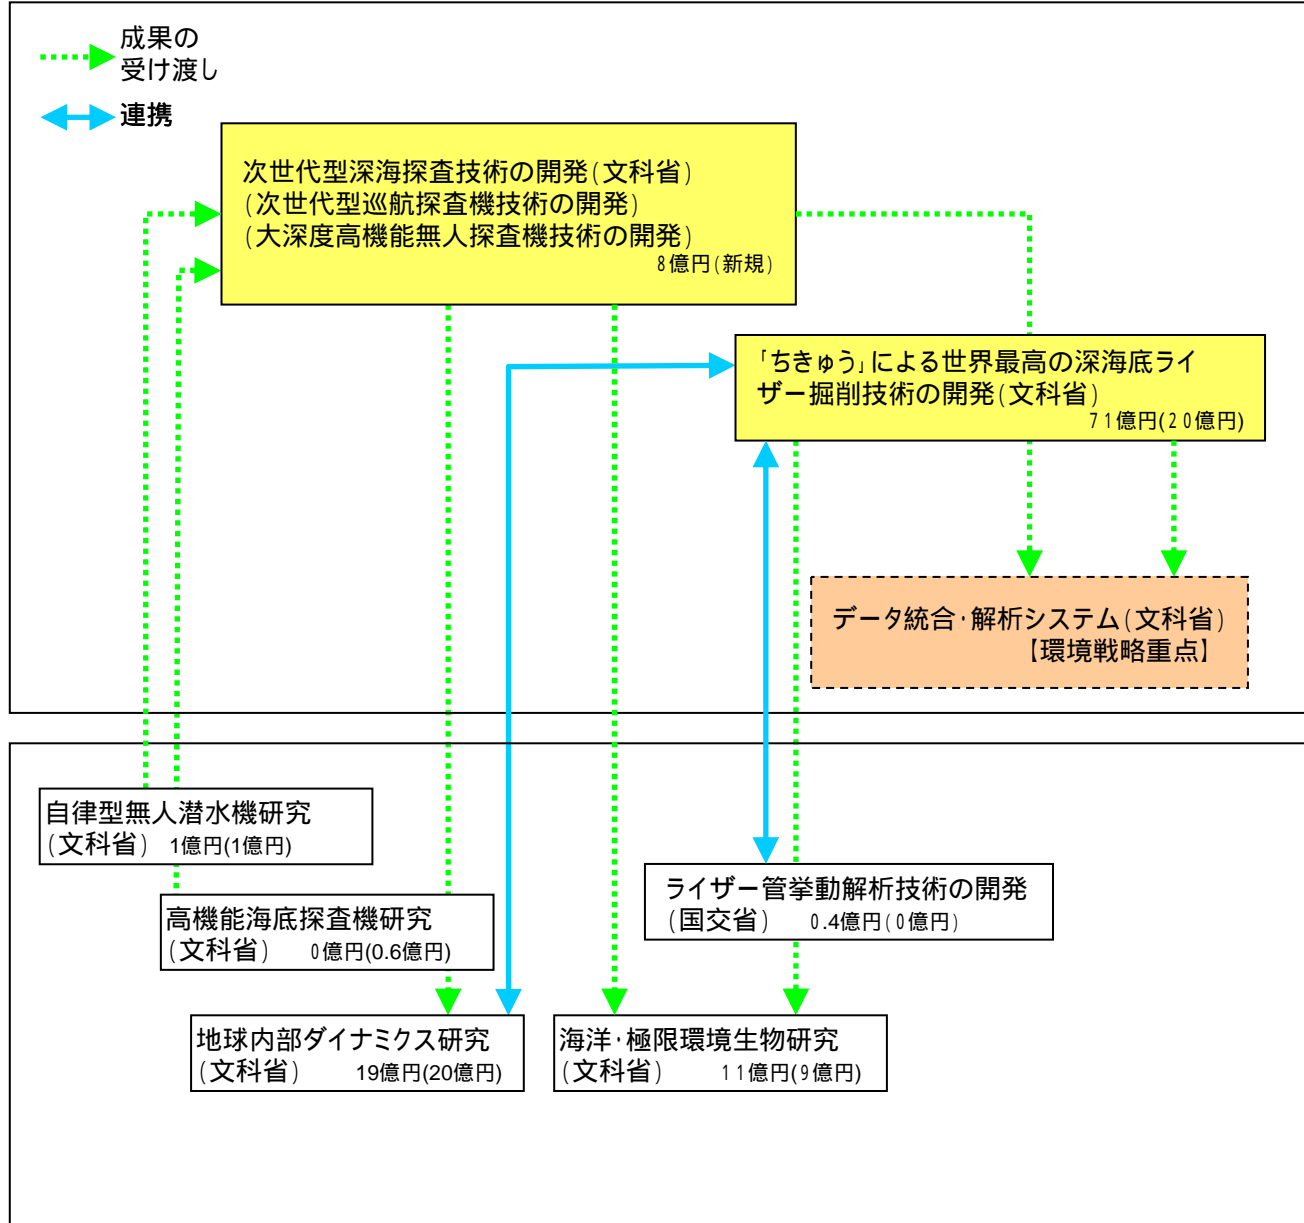 成果の
受け渡し
連携
次世代型深海探査技術の開発(文科省)
(次世代型巡航探査機技術の開発)
(大深度高機能無人探査機技術の開発)
8億円(新規)
「ちきゅう」による世界最高の深海底ライ
ザー掘削技術の開発(文科省)
71億円(20億円)
データ統合・解析システム(文科省)
【環境戦略重点】
自律型無人潜水機研究
(文科省) 1億円(1億円)
高機能海底探査機研究
(文科省) 0億円(0.6億円)
ライザー管挙動解析技術の開発
(国交省) 0.4億円(0億円)
地球内部ダイナミクス研究
(文科省) 19億円(20億円)
海洋・極限環境生物研究
(文科省) 11億円(9億円)